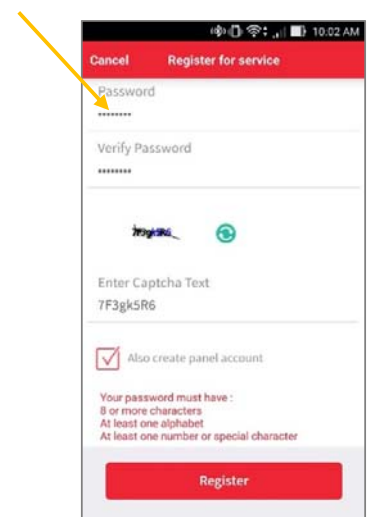 10.02 AM
Cancel Register for service
Password
••••••••
Verify Password
••••••••
Enter Captcha Text
7F3gk5R6
Also create panel account
Your password must have :
8 or more characters
At least one alphabet
At least one number or special character
Register